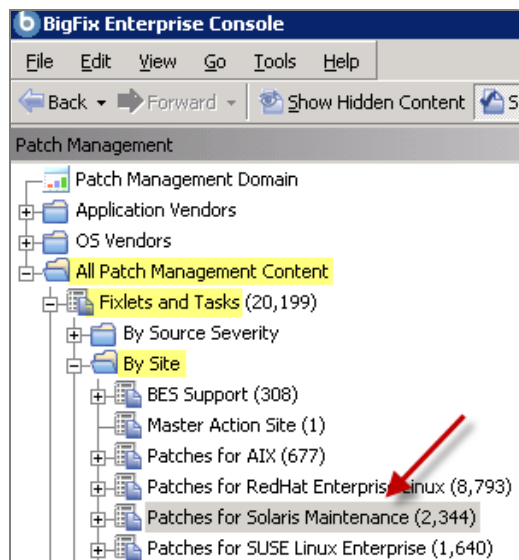 BigFix Enterprise Console
File Edit View Go Tools Help
Back Forward Show Hidden Content S
Patch Management
Patch Management Domain
Application Vendors
OS Vendors
All Patch Management Content
Fixlets and Tasks (20,199)
By Source Severity
By Site
BES Support (308)
Master Action Site (1)
Patches for AIX (677)
Patches for RedHat Enterprise Linux (8,793)
Patches for Solaris Maintenance (2,344)
Patches for SUSE Linux Enterprise (1,640)